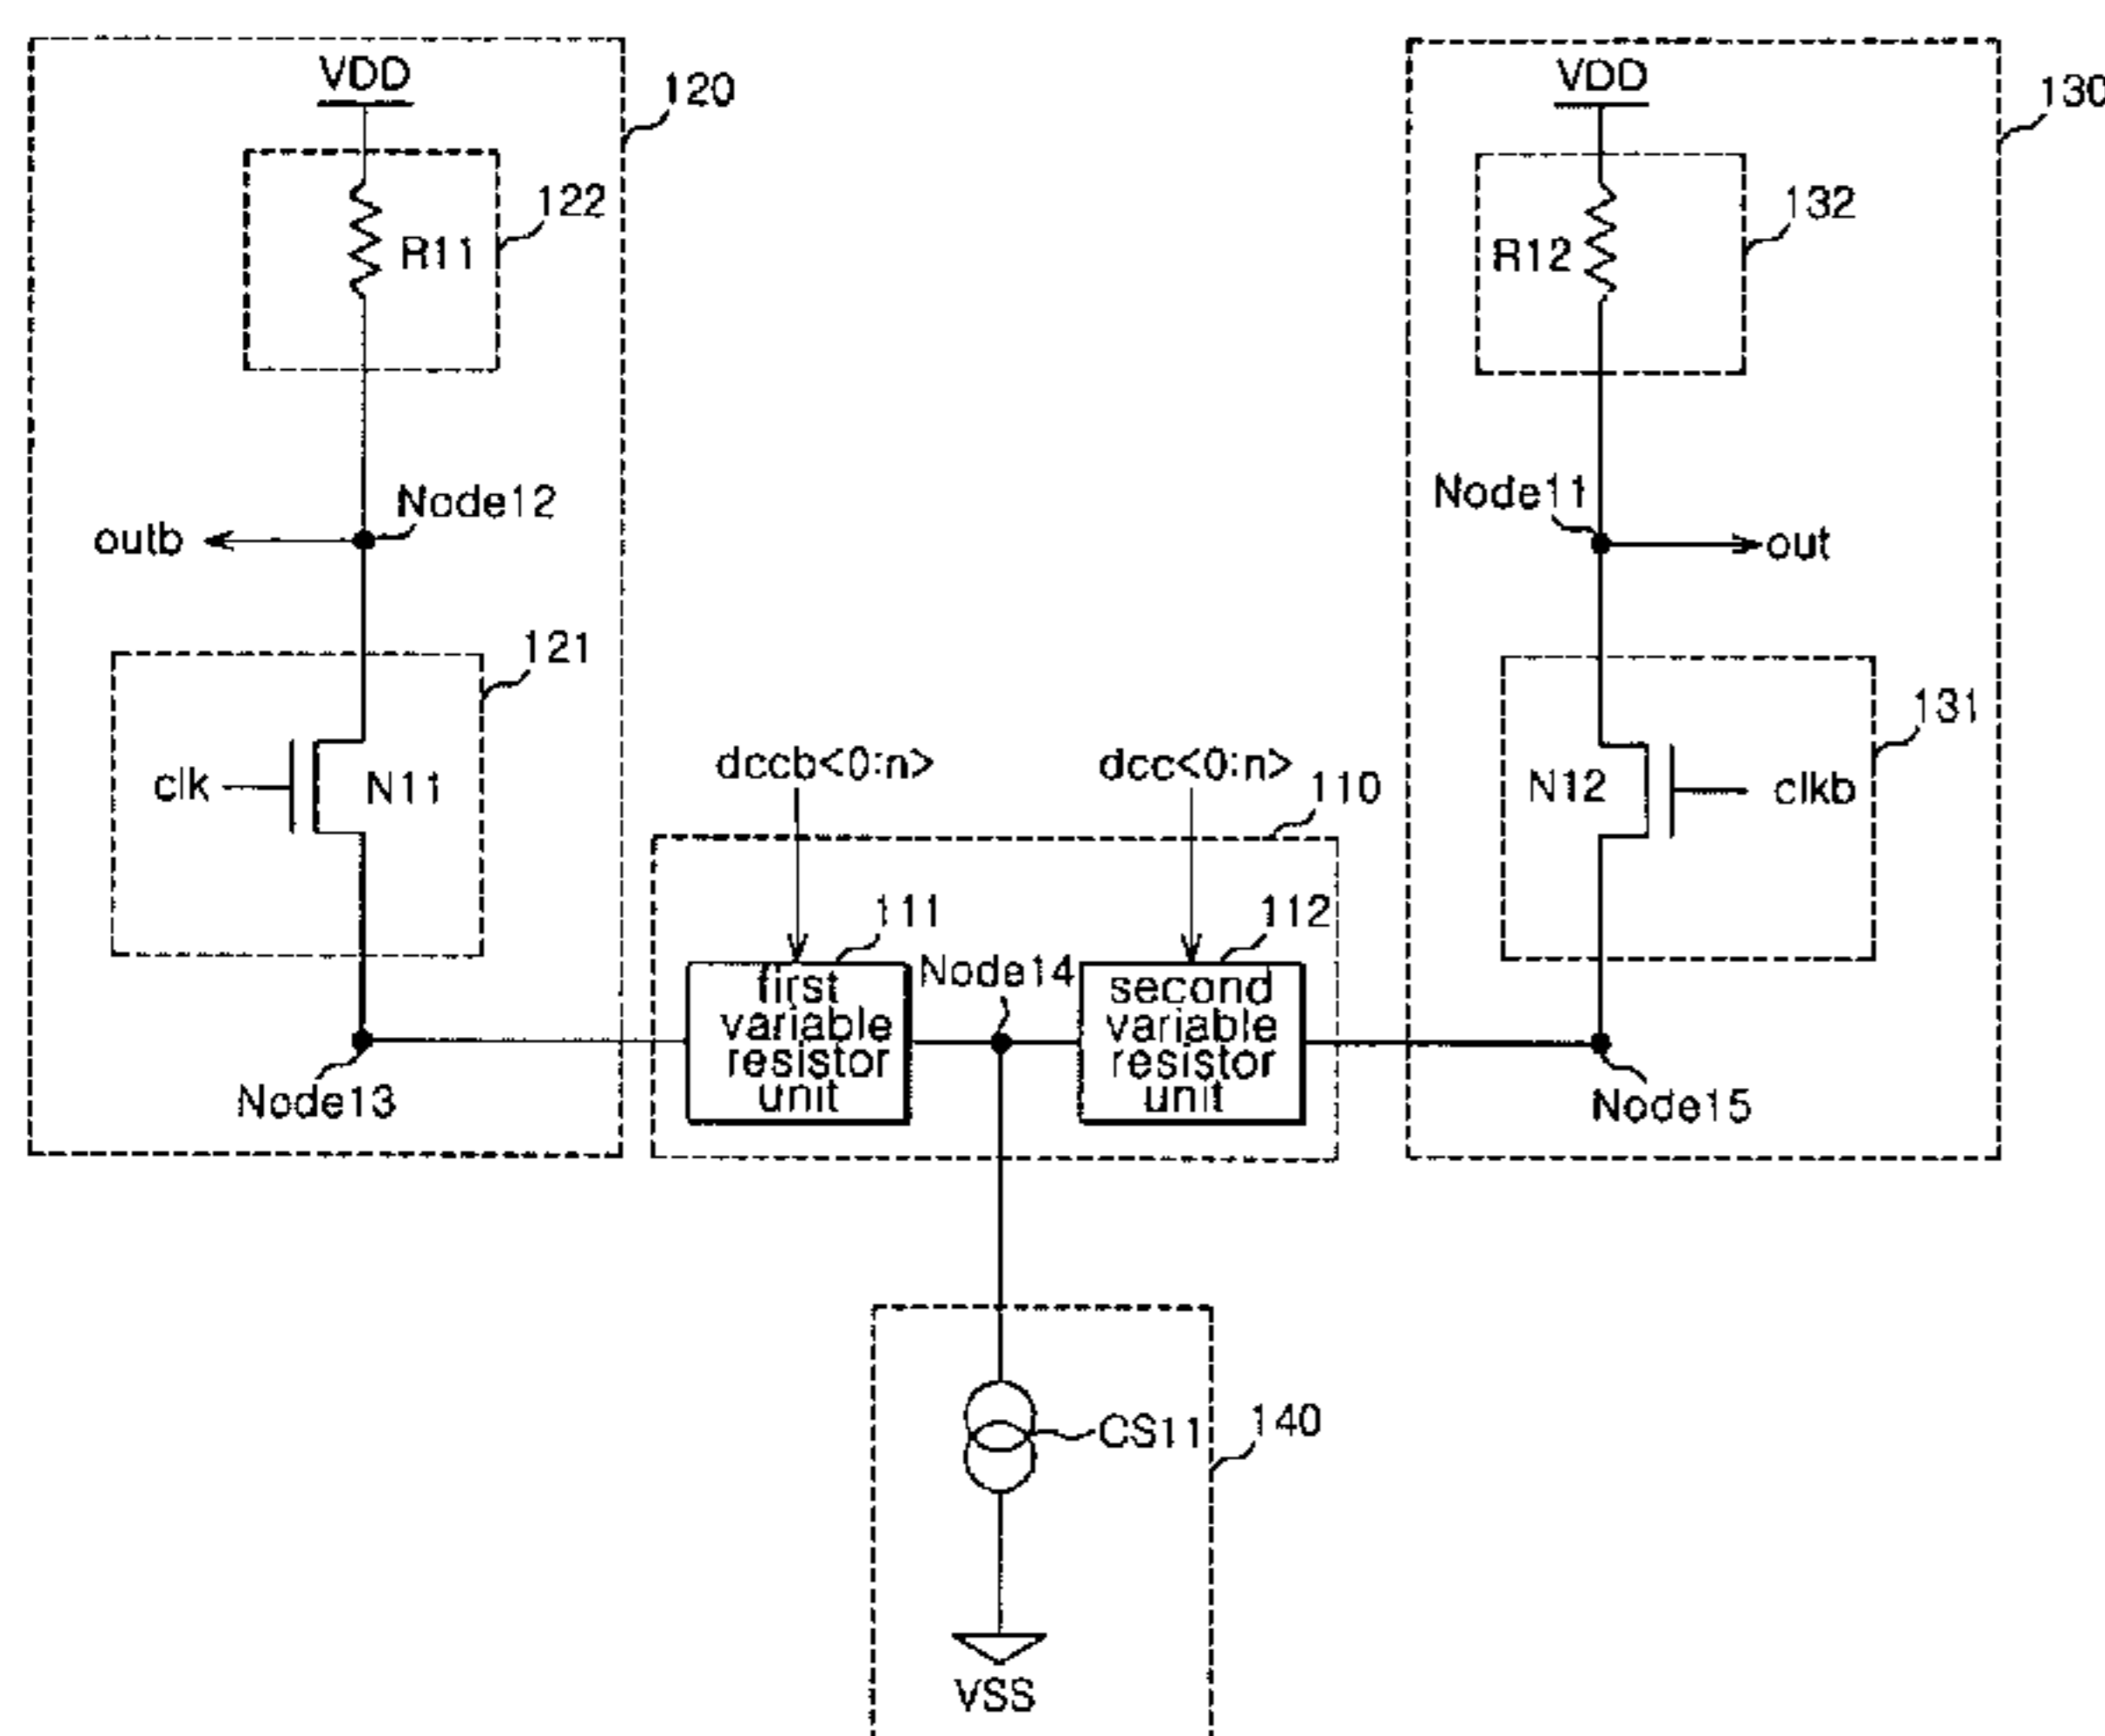 VDD
120
VDD
130
122
R11
132
R12
Node12
outb
Node11
out
121
clk
N11
131
N12
clkb
dccb<0:n>
dcc<0:n>
110
111
112
first
variable
resistor
unit
Node14
second
variable
resistor
unit
Node13
Node15
CS11
140
VSS